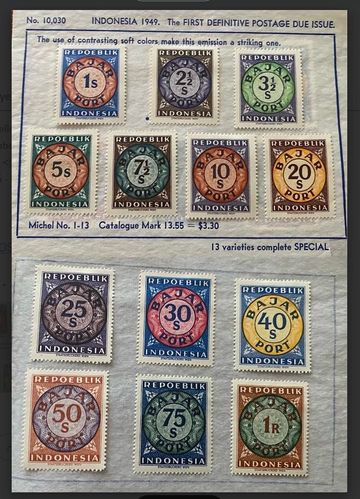 No. 10,030 INDONESIA 1949. The FIRST DEFINITIVE POSTAGE DUE ISSUE.
The use of contrasting soft colors make this emission a striking one.
REPOEBLIK REPOEBLIK REPOEBLIK
BAJAR BAJAR BAJAR
1s 2½ S 3½ S
PORT PORT PORT
INDONESIA INDONESIA INDONESIA
REPOEBLIK REPOEBLIK REPOEBLIK REPOEBLIK
BAJAR BAJAR BAJAR BAJAR
5s 7½ S 10 S 20 S
PORT PORT PORT PORT
INDONESIA INDONESIA INDONESIA INDONESIA
Michel No. 1-13 Catalogue Mark 13.55 = $3.30
13 varieties complete SPECIAL
REPOEBLIK REPOEBLIK REPOEBLIK
BAJAR BAJAR BAJAR
25 S 30 S 40 S
PORT PORT PORT
INDONESIA INDONESIA INDONESIA
REPOEBLIK REPOEBLIK REPOEBLIK
BAJAR BAJAR BAJAR
50 S 75 S 1R
PORT PORT PORT
INDONESIA INDONESIA INDONESIA